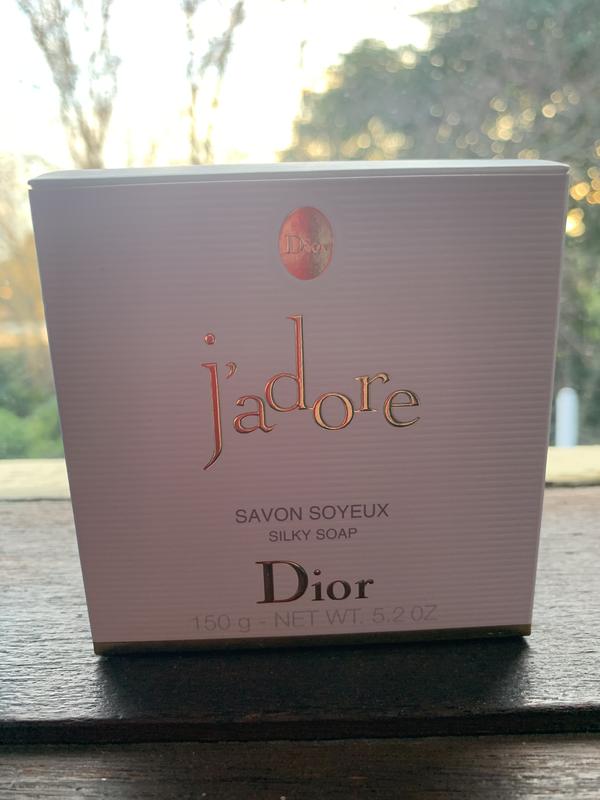 Dior
j'adore
SAVON SOYEUX
SILKY SOAP
Dior
150 g - NET WT. 5.2 OZ